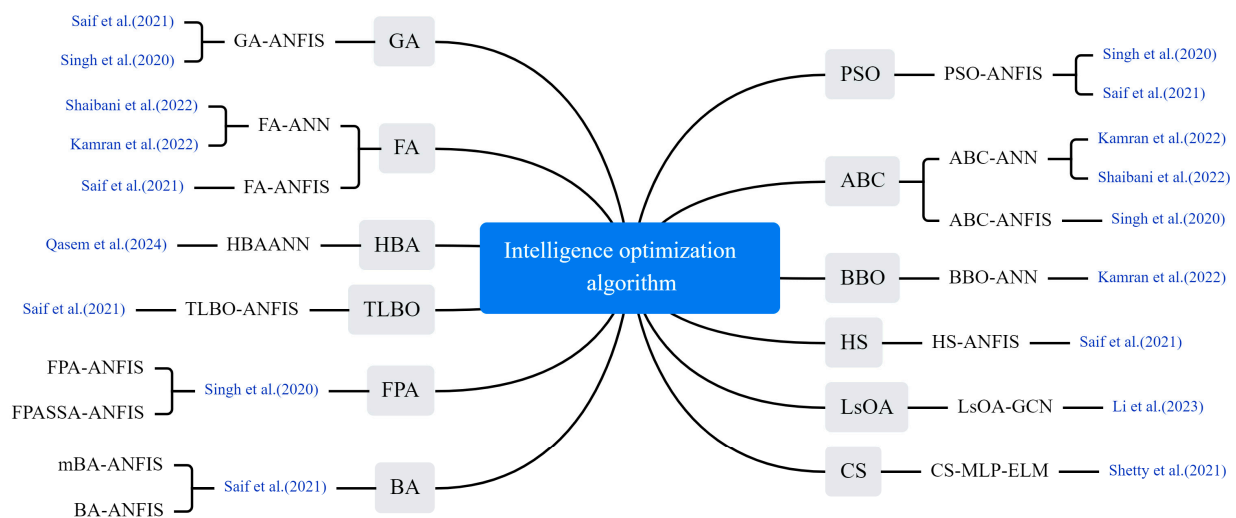 Intelligence optimization
algorithm
GA
GA-ANFIS
Saif et al.(2021)
Singh et al.(2020)
FA
FA-ANN
Shaibani et al.(2022)
Kamran et al.(2022)
FA-ANFIS
Saif et al.(2021)
HBA
HBAANN
Qasem et al.(2024)
TLBO
TLBO-ANFIS
Saif et al.(2021)
FPA
Singh et al.(2020)
FPA-ANFIS
FPASSA-ANFIS
BA
Saif et al.(2021)
mBA-ANFIS
BA-ANFIS
PSO
PSO-ANFIS
Singh et al.(2020)
Saif et al.(2021)
ABC
ABC-ANN
Kamran et al.(2022)
Shaibani et al.(2022)
ABC-ANFIS
Singh et al.(2020)
BBO
BBO-ANN
Kamran et al.(2022)
HS
HS-ANFIS
Saif et al.(2021)
LsOA
LsOA-GCN
Li et al.(2023)
CS
CS-MLP-ELM
Shetty et al.(2021)